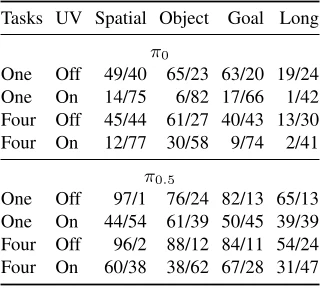 Tasks UV Spatial Object Goal Long
π0
One Off 49/40 65/23 63/20 19/24
One On 14/75 6/82 17/66 1/42
Four Off 45/44 61/27 40/43 13/30
Four On 12/77 30/58 9/74 2/41
π0.5
One Off 97/1 76/24 82/13 65/13
One On 44/54 61/39 50/45 39/39
Four Off 96/2 88/12 84/11 54/24
Four On 60/38 38/62 67/28 31/47